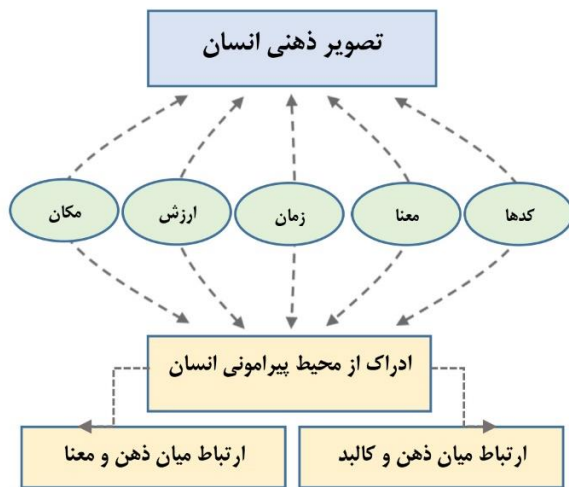 تصویر ذهنی انسان
کدها
معنا
زمان
ارزش
مکان
ادراک از محیط پیرامونی انسان
ارتباط میان ذهن و کالبد
ارتباط میان ذهن و معنا